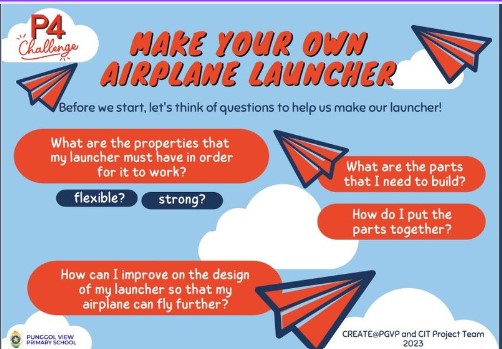 P4
Challenge
MAKE YOUR OWN
AIRPLANE LAUNCHER
Before we start, let's think of questions to help us make our launcher!
What are the properties that
my launcher must have in order
for it to work?
flexible?
strong?
What are the parts
that I need to build?
How do I put the
parts together?
How can I improve on the design
of my launcher so that my
airplane can fly further?
PUNGGOL VIEW
PRIMARY SCHOOL
CREATE@PGVP and CIT Project Team
2023